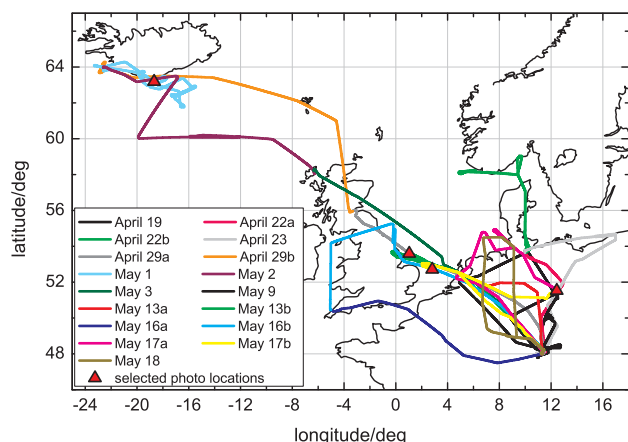 64
60
56
52
48
latitude/deg
April 19 April 22a
April 22b April 23
April 29a April 29b
May 1 May 2
May 3 May 9
May 13a May 13b
May 16a May 16b
May 17a May 17b
May 18
selected photo locations
-24 -20 -16 -12 -8 -4 0 4 8 12 16
longitude/deg